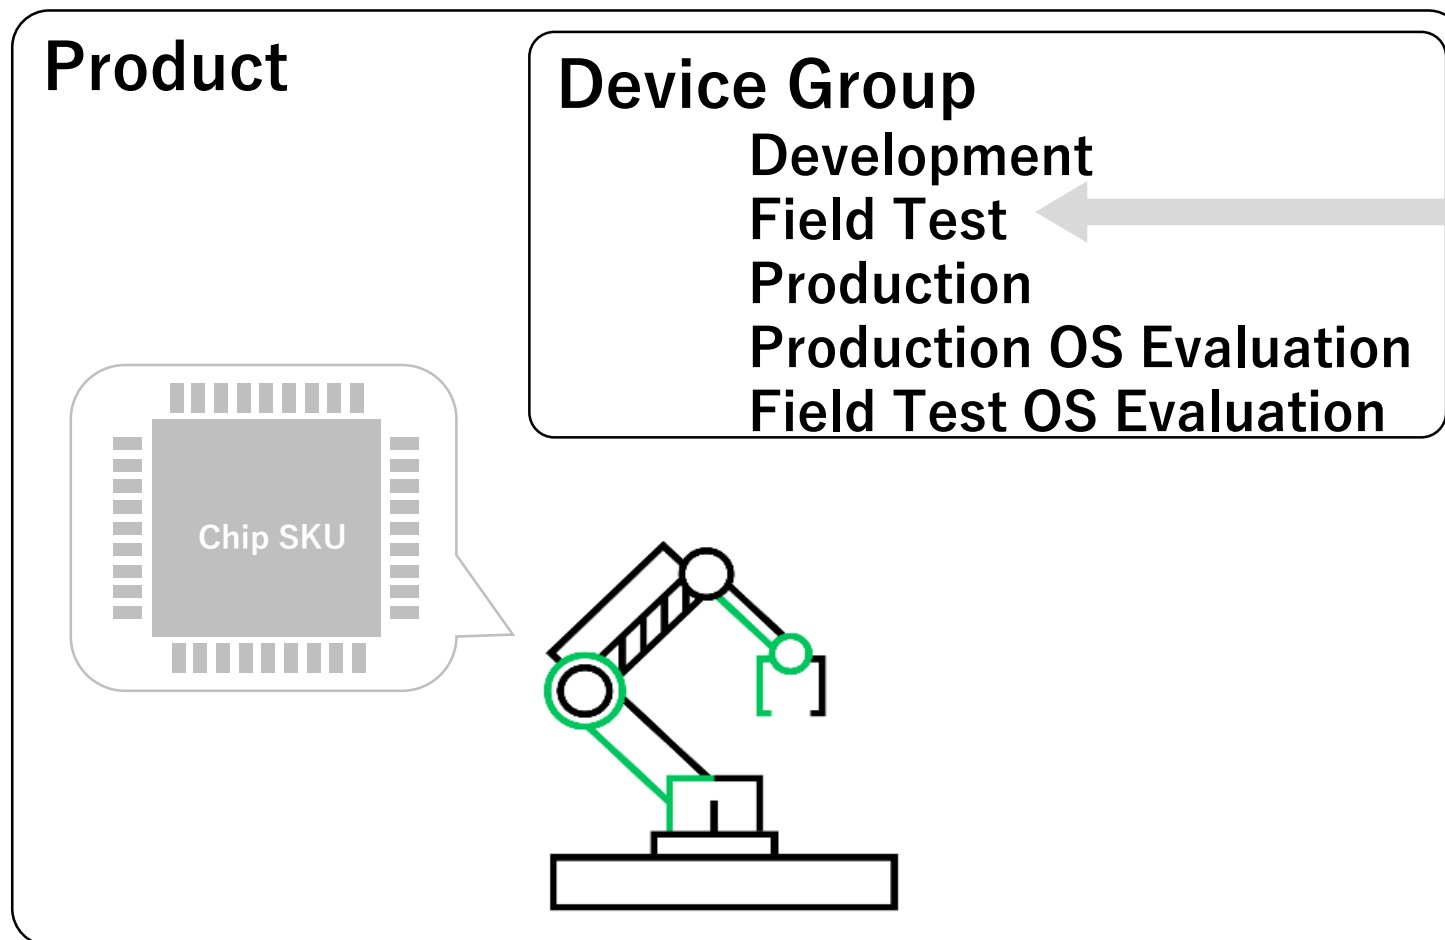 Product
Device Group
Development
Field Test
Production
Production OS Evaluation
Field Test OS Evaluation
Chip SKU